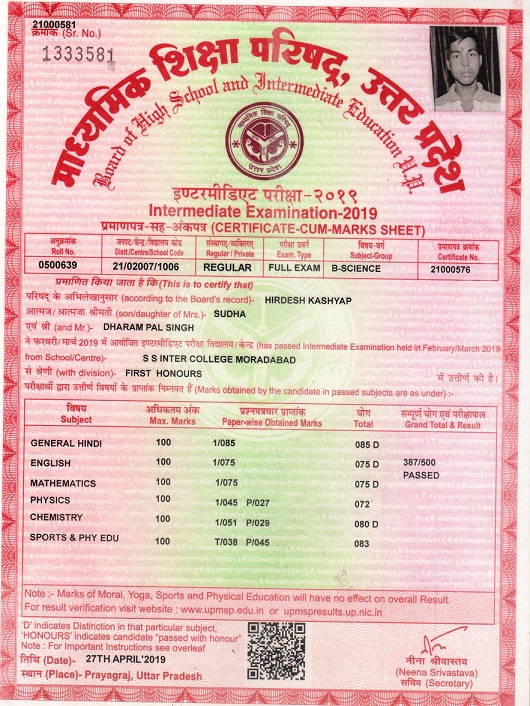 21000581
क्रमांक (Sr. No.)
1333581
माध्यमिक शिक्षा परिषद्, उत्तर प्रदेश
Board of High School and Intermediate Education U.P.
माध्यमिक शिक्षा परिषद्
उत्तर प्रदेश
इण्टरमीडिएट परीक्षा-२०१९
Intermediate Examination-2019
प्रमाणपत्र-सह-अंकपत्र (CERTIFICATE-CUM-MARKS SHEET)
अनुक्रमांक जनपद/केन्द्र/विद्यालय कोड संस्थागत/व्यक्तिगत परीक्षा प्रवर्ग विषय-वर्ग प्रमाणपत्र क्रमांक
Roll No. Distt./Centre/School Code Regular / Private Exam. Type Subject-Group Certificate No.
0500639 21/02007/1006 REGULAR FULL EXAM B-SCIENCE 21000576
प्रमाणित किया जाता है कि(This is to certify that)
परिषद के अभिलेखानुसार (according to the Board's record)- HIRDESH KASHYAP
आत्मज/आत्मजा श्रीमती (son/daughter of Mrs.)- SUDHA
एवं श्री (and Mr.)- DHARAM PAL SINGH
ने फरवरी/ मार्च 2019 में आयोजित इण्टरमीडिएट परीक्षा विद्यालय/केन्द्र (has passed Intermediate Examination held in February/March 2019
from School/Centre)- S S INTER COLLEGE MORADABAD
से श्रेणी (with division)- FIRST HONOURS में उत्तीर्ण की है।
परीक्षार्थी द्वारा उत्तीर्ण विषयों के प्राप्तांक निम्नवत हैं (Marks obtained by the candidate in passed subjects are as under) :-
विषय अधिकतम अंक प्रश्नपत्रवार प्राप्तांक योग सम्पूर्ण योग एवं परीक्षाफल
Subject Max. Marks Paper-wise Obtained Marks Total Grand Total & Result
GENERAL HINDI 100 1/085 085 D
ENGLISH 100 1/075 075 D 387/500
PASSED
MATHEMATICS 100 1/075 075 D
PHYSICS 100 1/045 P/027 072
CHEMISTRY 100 1/051 P/029 080 D
SPORTS & PHY EDU 100 T/038 P/045 083
Note :- Marks of Moral, Yoga, Sports and Physical Education will have no effect on overall Result.
For result verification visit website : www.upmsp.edu.in or upmspresults.up.nic.in
'D' indicates Distinction in that particular subject,
'HONOURS' indicates candidate "passed with honour"
Note : For Important Instructions see overleaf
तिथि (Date)- 27TH APRIL'2019
स्थान (Place)- Prayagraj, Uttar Pradesh
नीना श्रीवास्तव
(Neena Srivastava)
सचिव (Secretary)